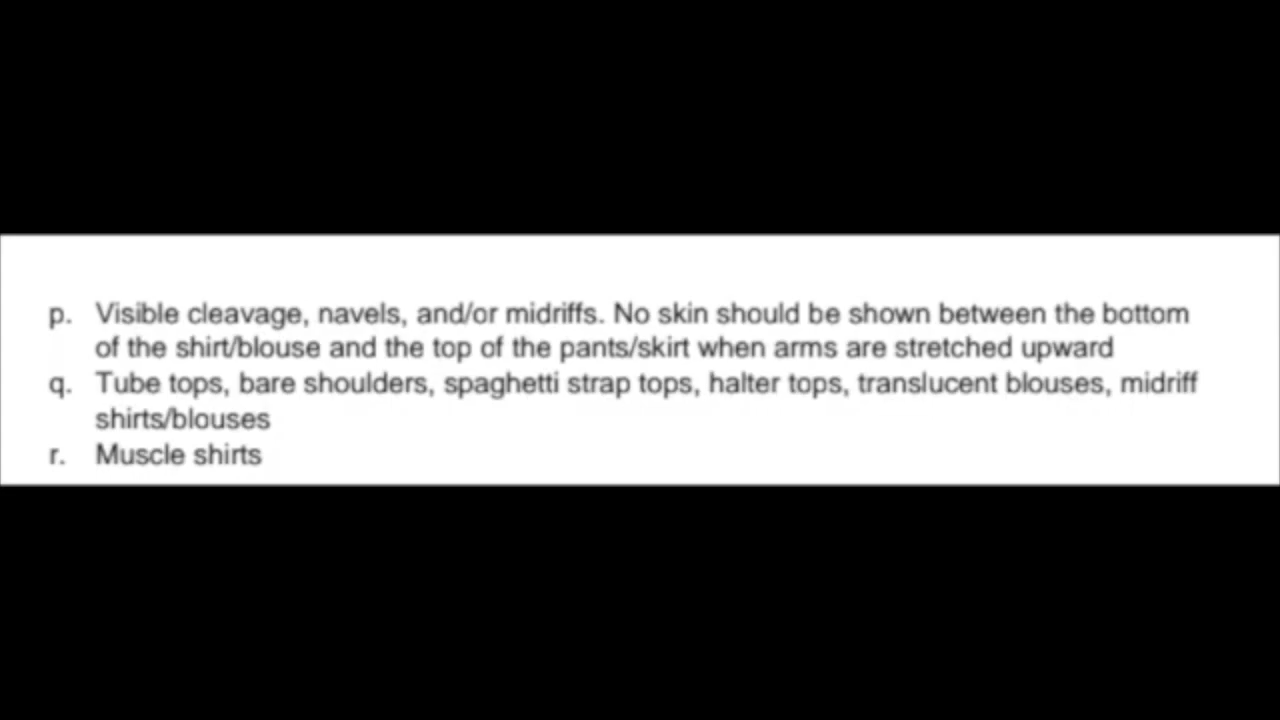 p. Visible cleavage, navels, and/or midriffs. No skin should be shown between the bottom
of the shirt/blouse and the top of the pants/skirt when arms are stretched upward
q. Tube tops, bare shoulders, spaghetti strap tops, halter tops, translucent blouses, midriff
shirts/blouses
r. Muscle shirts